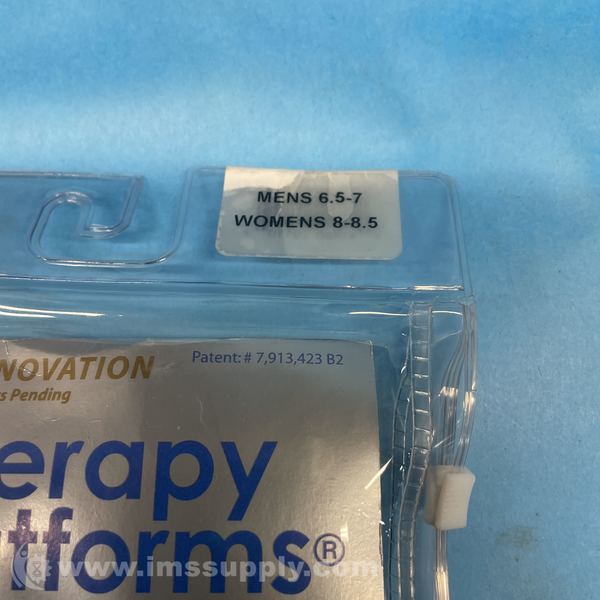 MENS 6.5-7
WOMENS 8-8.5
NOVATION
Patent: # 7,913,423 B2
s Pending
erapy
tforms®
www.imssupply.com